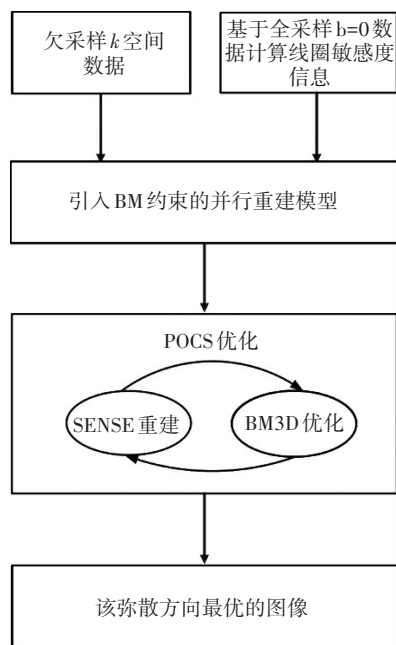 欠采样k空间
数据
基于全采样b=0数
据计算线圈敏感度
信息
引入BM约束的并行重建模型
POCS优化
SENSE重建
BM3D优化
该弥散方向最优的图像